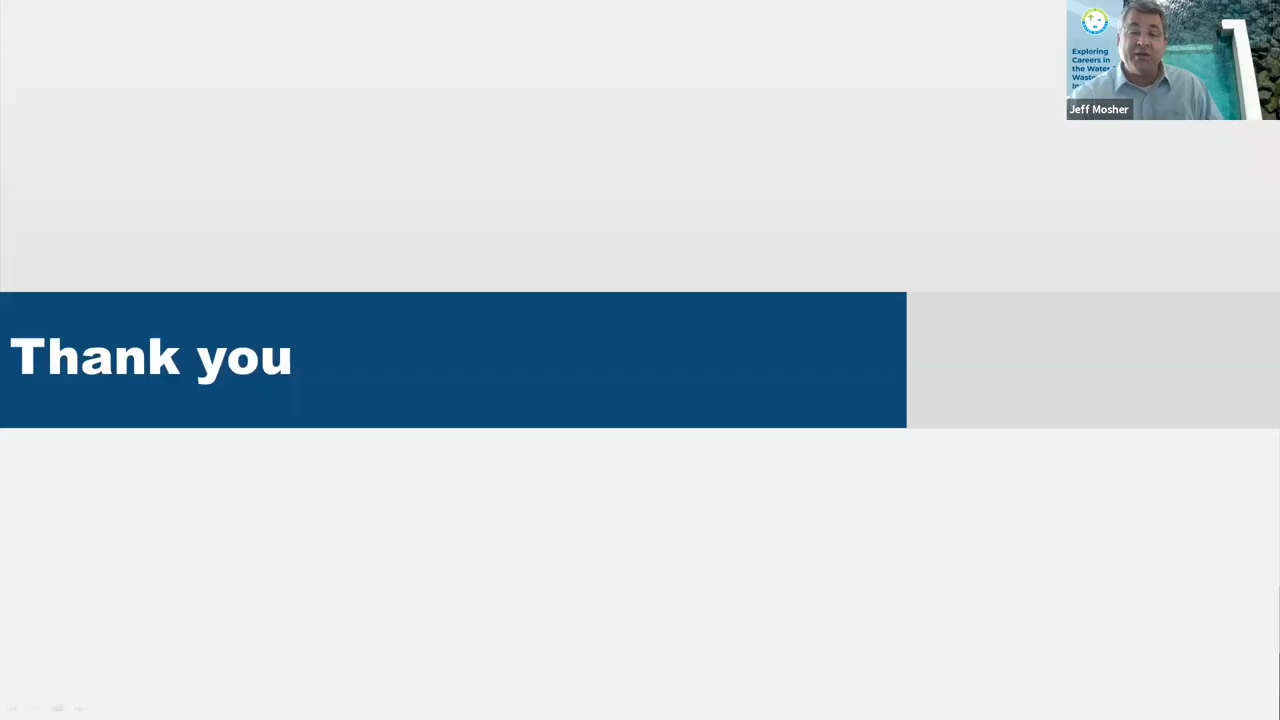 Exploring
Careers in
the Water
Jeff Mosher
Thank you